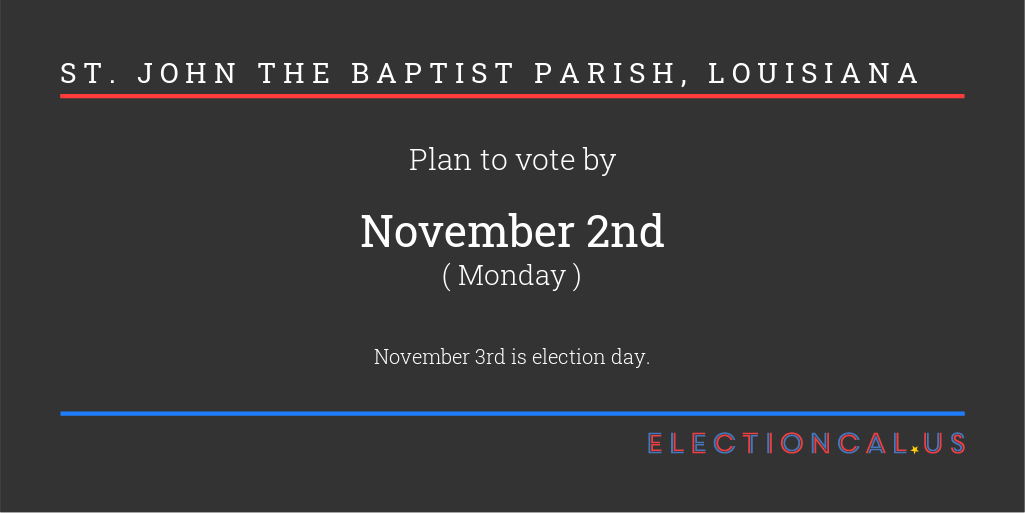 ST. JOHN THE BAPTIST PARISH, LOUISIANA
Plan to vote by
November 2nd
( Monday )
November 3rd is election day.
ELECTIONCAL.US